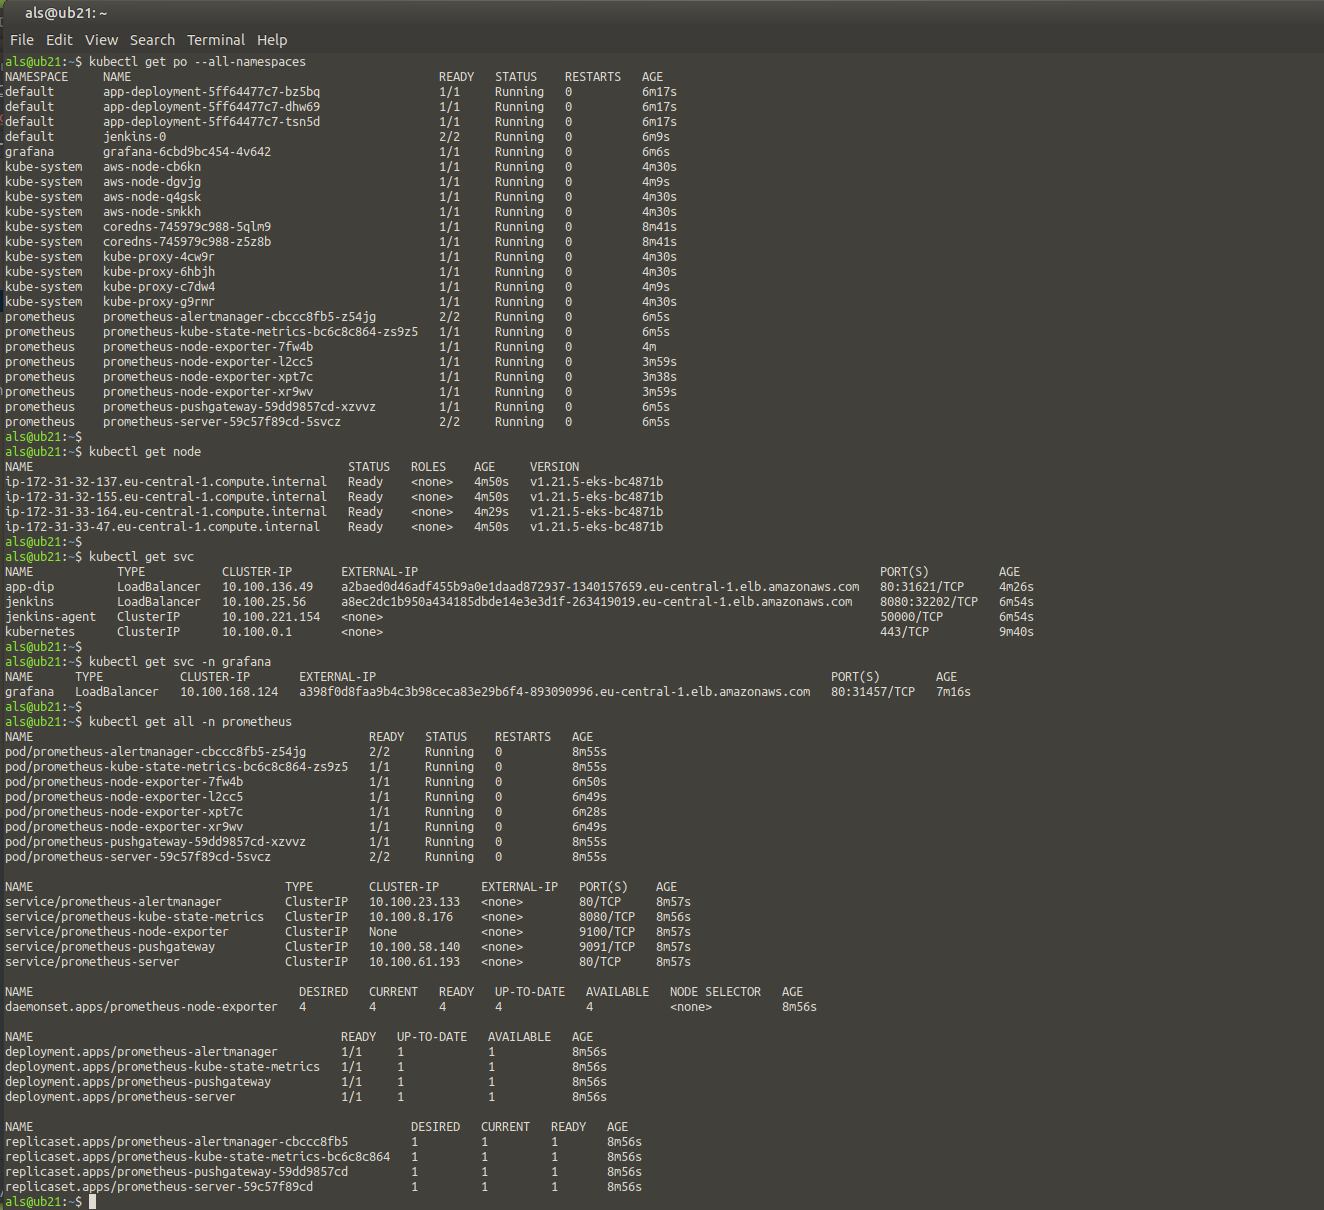 als@ub21: ~
File Edit View Search Terminal Help
als@ub21:~$ kubectl get po --all-namespaces
NAMESPACE NAME READY STATUS RESTARTS AGE
default app-deployment-5ff64477c7-bz5bq 1/1 Running 0 6m17s
default app-deployment-5ff64477c7-dhw69 1/1 Running 0 6m17s
default app-deployment-5ff64477c7-tsn5d 1/1 Running 0 6m17s
default jenkins-0 2/2 Running 0 6m9s
grafana grafana-6cbd9bc454-4v642 1/1 Running 0 6m6s
kube-system aws-node-cb6kn 1/1 Running 0 4m30s
kube-system aws-node-dgvjg 1/1 Running 0 4m9s
kube-system aws-node-q4gsk 1/1 Running 0 4m30s
kube-system aws-node-smkkh 1/1 Running 0 4m30s
kube-system coredns-745979c988-5qlm9 1/1 Running 0 8m41s
kube-system coredns-745979c988-z5z8b 1/1 Running 0 8m41s
kube-system kube-proxy-4cw9r 1/1 Running 0 4m30s
kube-system kube-proxy-6hbjh 1/1 Running 0 4m30s
kube-system kube-proxy-c7dw4 1/1 Running 0 4m9s
kube-system kube-proxy-g9rmr 1/1 Running 0 4m30s
prometheus prometheus-alertmanager-cbccc8fb5-z54jg 2/2 Running 0 6m5s
prometheus prometheus-kube-state-metrics-bc6c8c864-zs9z5 1/1 Running 0 6m5s
prometheus prometheus-node-exporter-7fw4b 1/1 Running 0 4m
prometheus prometheus-node-exporter-l2cc5 1/1 Running 0 3m59s
prometheus prometheus-node-exporter-xpt7c 1/1 Running 0 3m38s
prometheus prometheus-node-exporter-xr9wv 1/1 Running 0 3m59s
prometheus prometheus-pushgateway-59dd9857cd-xzvvz 1/1 Running 0 6m5s
prometheus prometheus-server-59c57f89cd-5svcz 2/2 Running 0 6m5s
als@ub21:~$
als@ub21:~$ kubectl get node
NAME STATUS ROLES AGE VERSION
ip-172-31-32-137.eu-central-1.compute.internal Ready <none> 4m50s v1.21.5-eks-bc4871b
ip-172-31-32-155.eu-central-1.compute.internal Ready <none> 4m50s v1.21.5-eks-bc4871b
ip-172-31-33-164.eu-central-1.compute.internal Ready <none> 4m29s v1.21.5-eks-bc4871b
ip-172-31-33-47.eu-central-1.compute.internal Ready <none> 4m50s v1.21.5-eks-bc4871b
als@ub21:~$
als@ub21:~$ kubectl get svc
NAME TYPE CLUSTER-IP EXTERNAL-IP PORT(S) AGE
app-dip LoadBalancer 10.100.136.49 a2baed0d46adf455b9a0e1daad872937-1340157659.eu-central-1.elb.amazonaws.com 80:31621/TCP 4m26s
jenkins LoadBalancer 10.100.25.56 a8ec2dc1b950a434185dbde14e3e3d1f-263419019.eu-central-1.elb.amazonaws.com 8080:32202/TCP 6m54s
jenkins-agent ClusterIP 10.100.221.154 <none> 50000/TCP 6m54s
kubernetes ClusterIP 10.100.0.1 <none> 443/TCP 9m40s
als@ub21:~$
als@ub21:~$ kubectl get svc -n grafana
NAME TYPE CLUSTER-IP EXTERNAL-IP PORT(S) AGE
grafana LoadBalancer 10.100.168.124 a398f0d8faa9b4c3b98ceca83e29b6f4-893090996.eu-central-1.elb.amazonaws.com 80:31457/TCP 7m16s
als@ub21:~$
als@ub21:~$ kubectl get all -n prometheus
NAME READY STATUS RESTARTS AGE
pod/prometheus-alertmanager-cbccc8fb5-z54jg 2/2 Running 0 8m55s
pod/prometheus-kube-state-metrics-bc6c8c864-zs9z5 1/1 Running 0 8m55s
pod/prometheus-node-exporter-7fw4b 1/1 Running 0 6m50s
pod/prometheus-node-exporter-l2cc5 1/1 Running 0 6m49s
pod/prometheus-node-exporter-xpt7c 1/1 Running 0 6m28s
pod/prometheus-node-exporter-xr9wv 1/1 Running 0 6m49s
pod/prometheus-pushgateway-59dd9857cd-xzvvz 1/1 Running 0 8m55s
pod/prometheus-server-59c57f89cd-5svcz 2/2 Running 0 8m55s
NAME TYPE CLUSTER-IP EXTERNAL-IP PORT(S) AGE
service/prometheus-alertmanager ClusterIP 10.100.23.133 <none> 80/TCP 8m57s
service/prometheus-kube-state-metrics ClusterIP 10.100.8.176 <none> 8080/TCP 8m56s
service/prometheus-node-exporter ClusterIP None <none> 9100/TCP 8m57s
service/prometheus-pushgateway ClusterIP 10.100.58.140 <none> 9091/TCP 8m57s
service/prometheus-server ClusterIP 10.100.61.193 <none> 80/TCP 8m57s
NAME DESIRED CURRENT READY UP-TO-DATE AVAILABLE NODE SELECTOR AGE
daemonset.apps/prometheus-node-exporter 4 4 4 4 4 <none> 8m56s
NAME READY UP-TO-DATE AVAILABLE AGE
deployment.apps/prometheus-alertmanager 1/1 1 1 8m56s
deployment.apps/prometheus-kube-state-metrics 1/1 1 1 8m56s
deployment.apps/prometheus-pushgateway 1/1 1 1 8m56s
deployment.apps/prometheus-server 1/1 1 1 8m56s
NAME DESIRED CURRENT READY AGE
replicaset.apps/prometheus-alertmanager-cbccc8fb5 1 1 1 8m56s
replicaset.apps/prometheus-kube-state-metrics-bc6c8c864 1 1 1 8m56s
replicaset.apps/prometheus-pushgateway-59dd9857cd 1 1 1 8m56s
replicaset.apps/prometheus-server-59c57f89cd 1 1 1 8m56s
als@ub21:~$